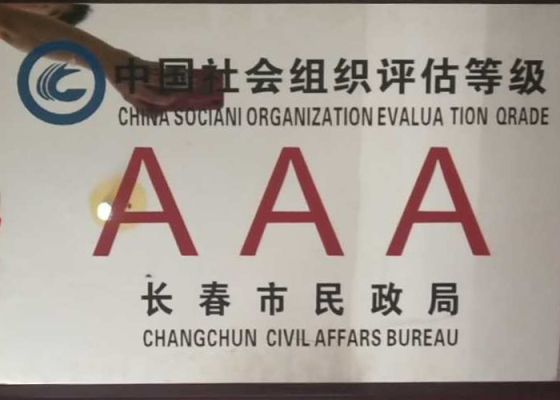 中国社会组织评估等级
CHINA SOCIANI ORGANIZATION EVALUA TION QRADE
AAA
长春市民政局
CHANGCHUN CIVIL AFFARS BUREAU